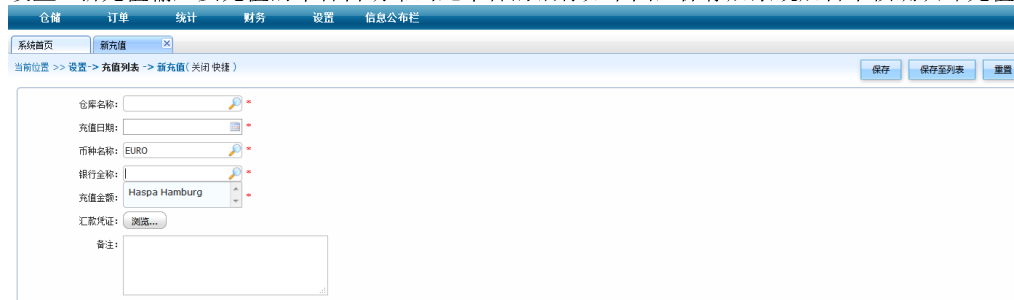 仓储 订单 统计 财务 设置 信息公布栏
系统首页 新充值
当前位置 >> 设置-> 充值列表 -> 新充值( 关闭 快捷 )
保存 保存至列表 重置
仓库名称: *
充值日期: *
币种名称: EURO *
银行全称: *
Haspa Hamburg
充值金额: *
汇款凭证: 浏览...
备注: